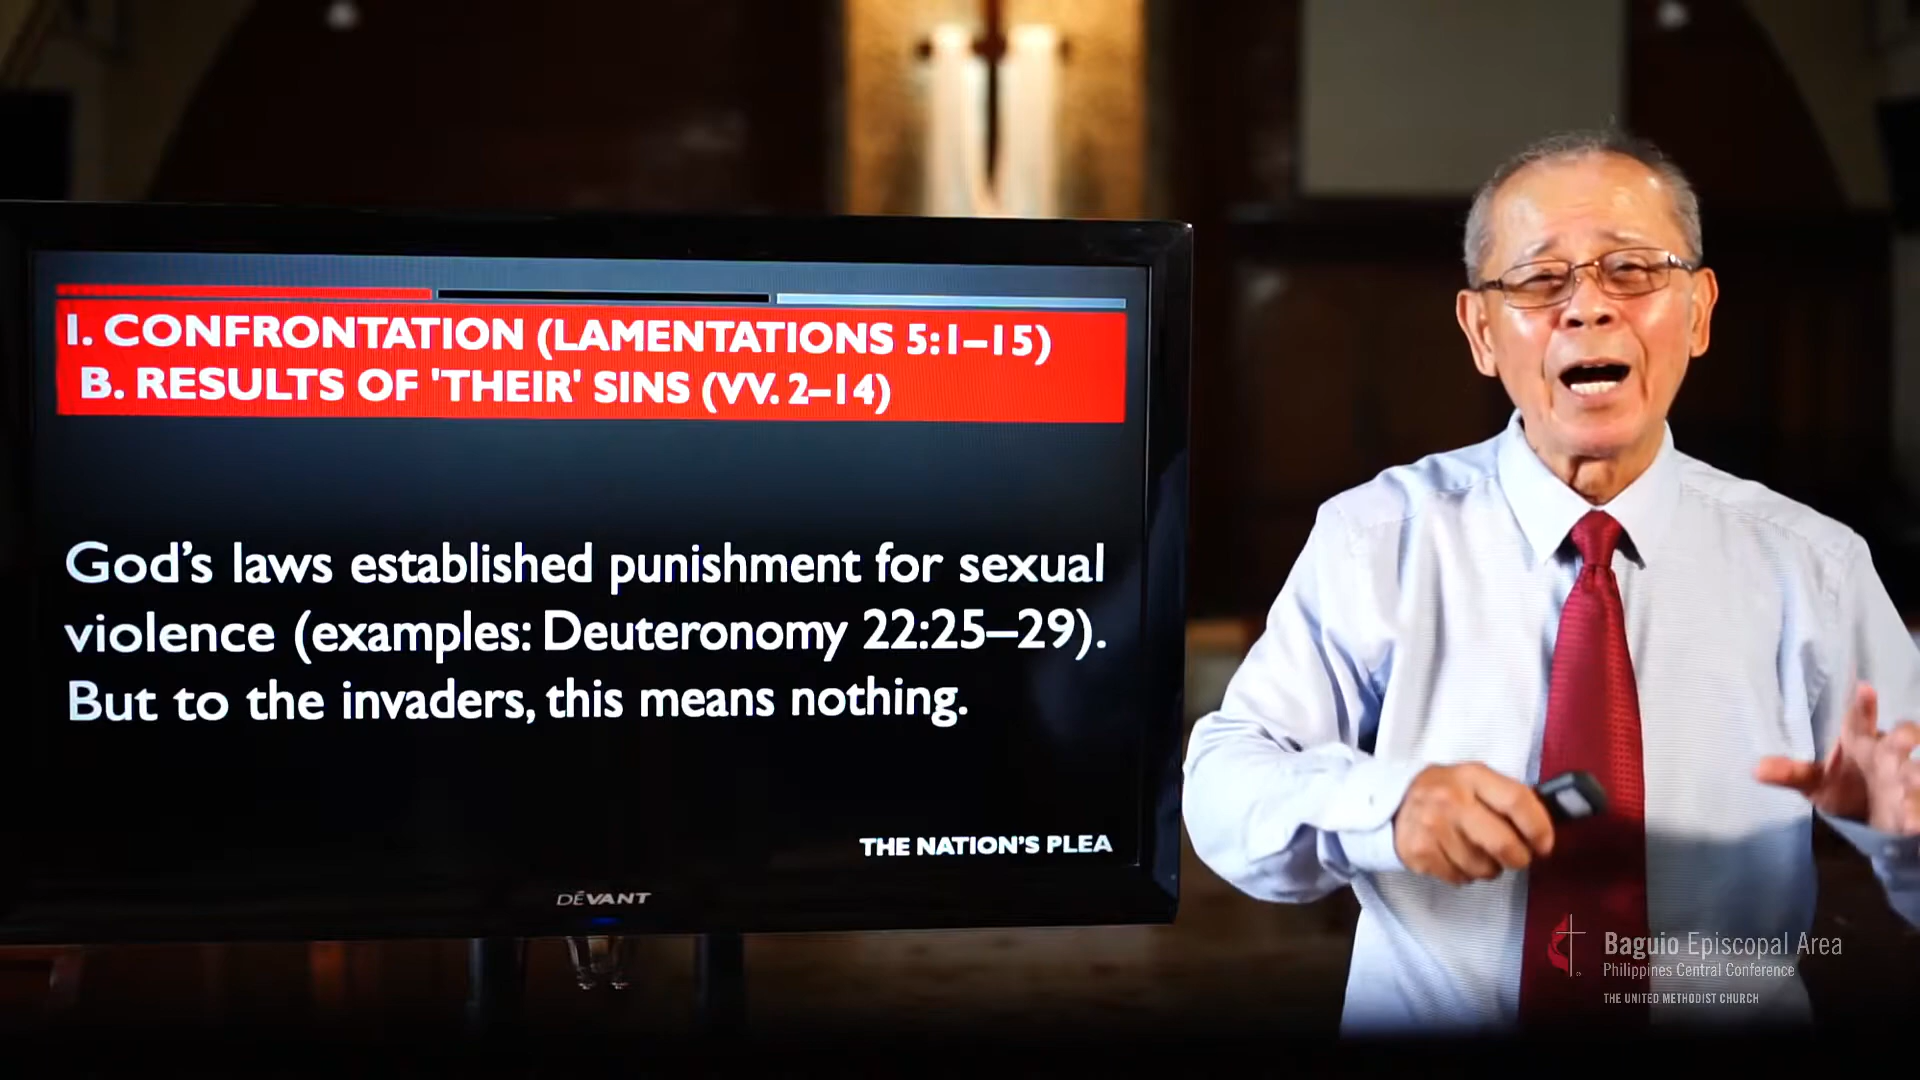 I. CONFRONTATION (LAMENTATIONS 5:1–15)
B. RESULTS OF 'THEIR' SINS (VV. 2–14)
God's laws established punishment for sexual
violence (examples: Deuteronomy 22:25–29).
But to the invaders, this means nothing.
THE NATION'S PLEA
DEVANT
Baguio Episcopal Area
Philippines Central Conference
THE UNITED METHODIST CHURCH